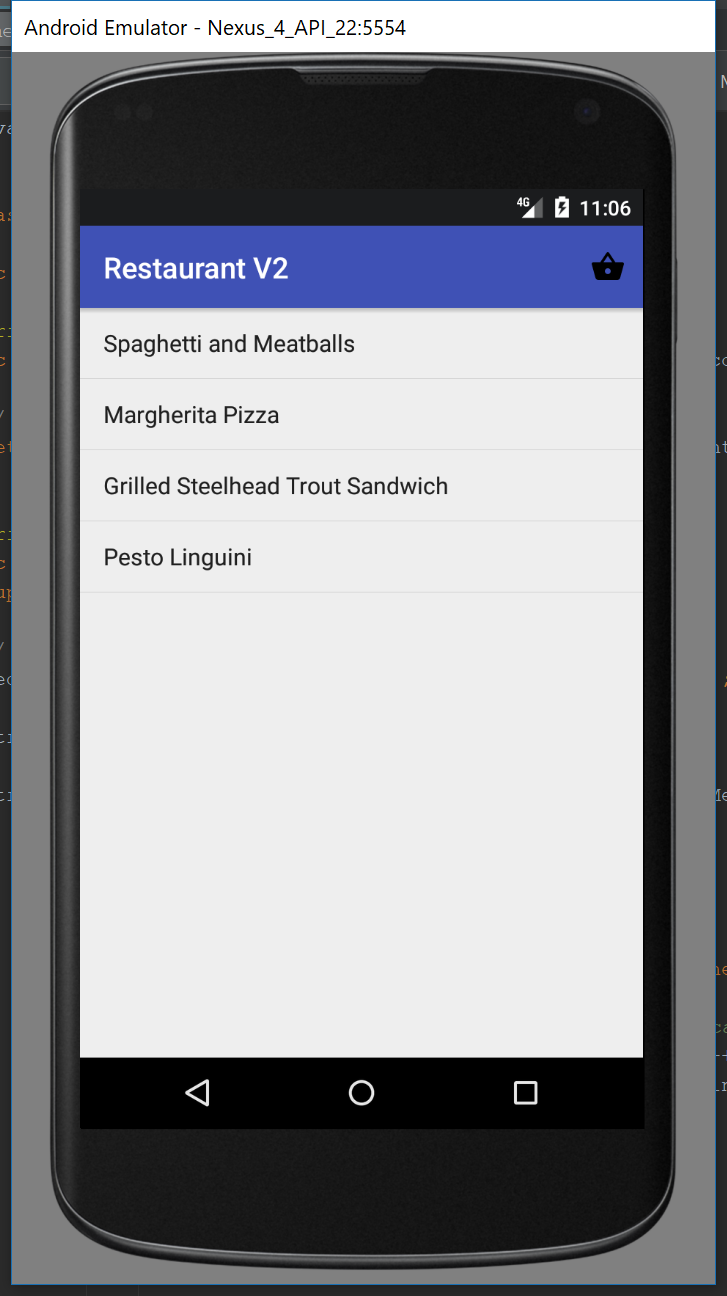 Android Emulator - Nexus_4_API_22:5554
4G 11:06
Restaurant V2
Spaghetti and Meatballs
Margherita Pizza
Grilled Steelhead Trout Sandwich
Pesto Linguini